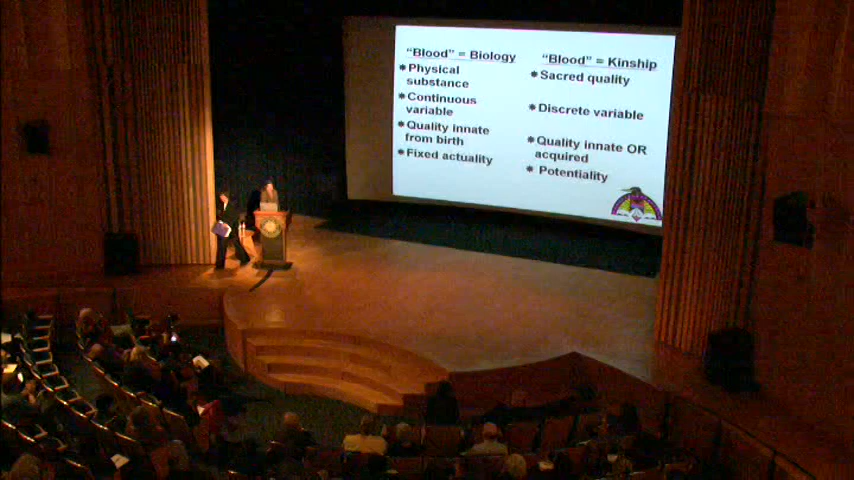 “Blood” = Biology
* Physical
substance
* Continuous
variable
* Quality innate
from birth
* Fixed actuality
“Blood” = Kinship
* Sacred quality
* Discrete variable
* Quality innate OR
acquired
* Potentiality